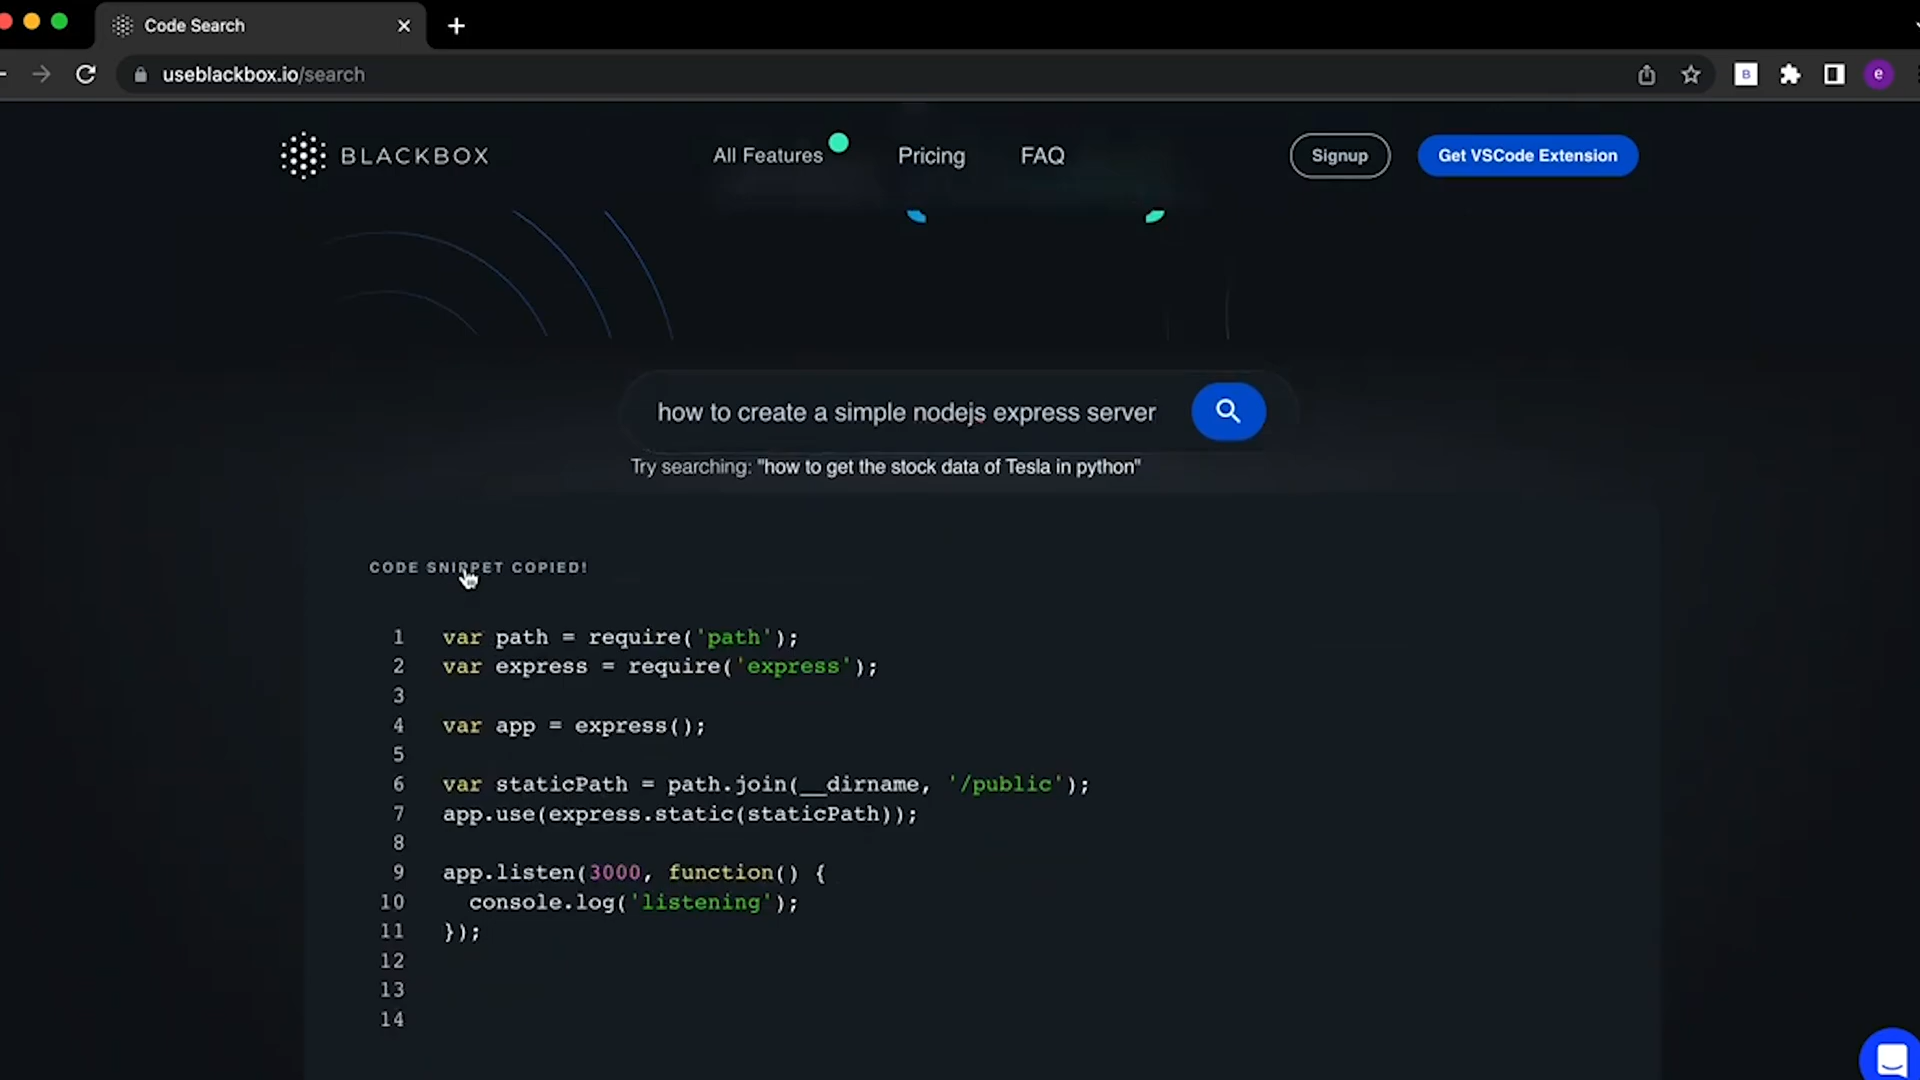 Code Search
useblackbox.io/search
B
e
BLACKBOX
All Features
Pricing
FAQ
Signup
Get VSCode Extension
how to create a simple nodejs express server
Try searching: "how to get the stock data of Tesla in python"
CODE SNIPPET COPIED!
1 var path = require('path');
2 var express = require('express');
3
4 var app = express();
5
6 var staticPath = path.join(__dirname, '/public');
7 app.use(express.static(staticPath));
8
9 app.listen(3000, function() {
10 console.log('listening');
11 });
12
13
14